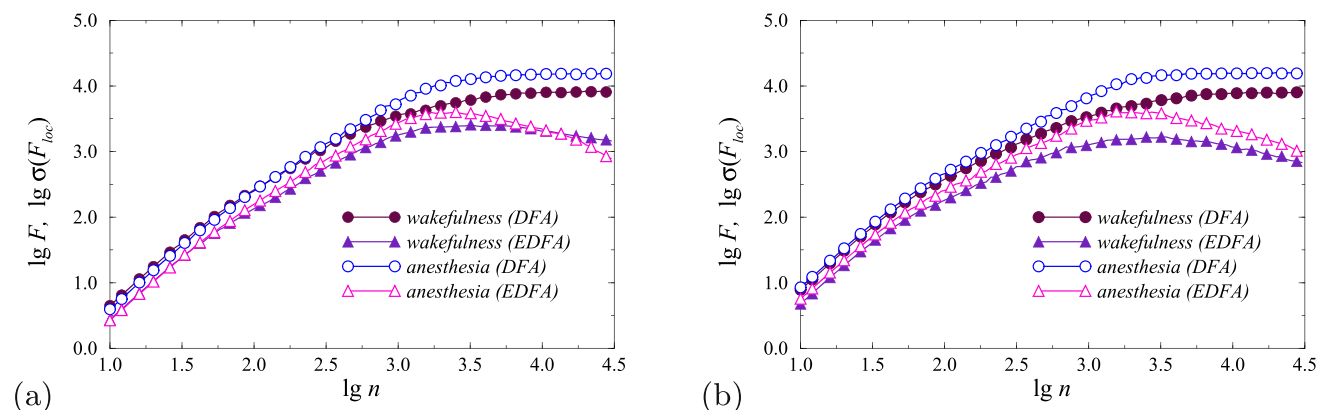 5.0
4.0
3.0
2.0
1.0
0.0
lg F, lg σ(F_loc)
wakefulness (DFA)
wakefulness (EDFA)
anesthesia (DFA)
anesthesia (EDFA)
1.0 1.5 2.0 2.5 3.0 3.5 4.0 4.5
lg n
(a)
5.0
4.0
3.0
2.0
1.0
0.0
lg F, lg σ(F_loc)
wakefulness (DFA)
wakefulness (EDFA)
anesthesia (DFA)
anesthesia (EDFA)
1.0 1.5 2.0 2.5 3.0 3.5 4.0 4.5
lg n
(b)